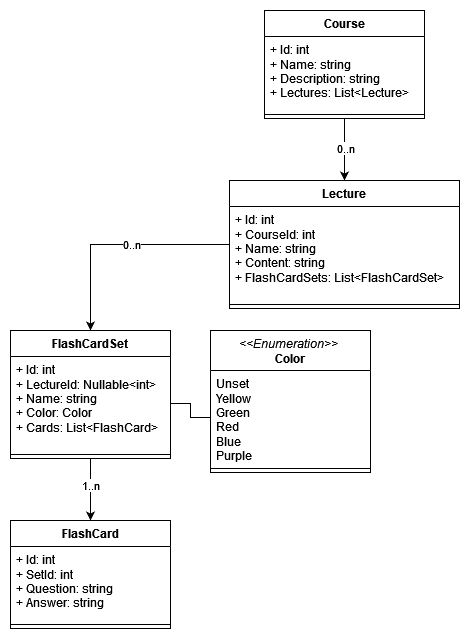 Course
+ Id: int
+ Name: string
+ Description: string
+ Lectures: List<Lecture>
0..n
Lecture
+ Id: int
+ CourseId: int
+ Name: string
+ Content: string
+ FlashCardSets: List<FlashCardSet>
0..n
FlashCardSet
+ Id: int
+ LectureId: Nullable<int>
+ Name: string
+ Color: Color
+ Cards: List<FlashCard>
<<Enumeration>>
Color
Unset
Yellow
Green
Red
Blue
Purple
1..n
FlashCard
+ Id: int
+ SetId: int
+ Question: string
+ Answer: string